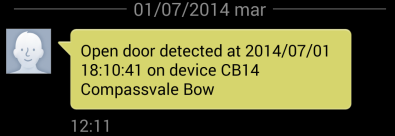 01/07/2014 mar
Open door detected at 2014/07/01
18:10:41 on device CB14
Compassvale Bow
12:11